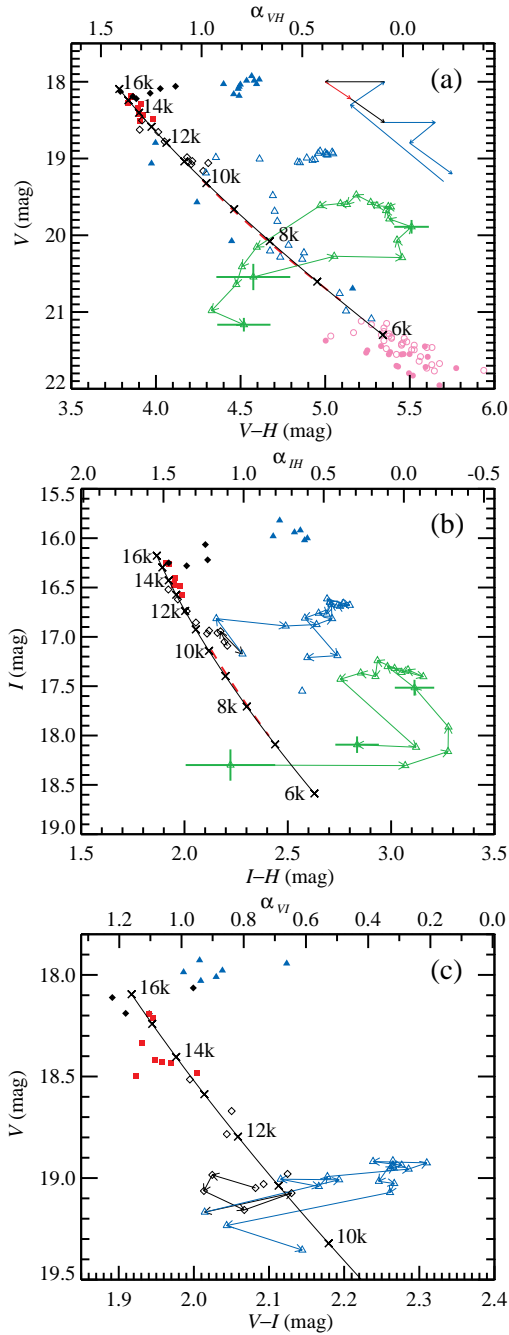 α_VH
1.5 1.0 0.5 0.0
(a)
16k
14k
12k
10k
8k
6k
18
19
20
21
22
V (mag)
3.5 4.0 4.5 5.0 5.5 6.0
V–H (mag)
α_IH
2.0 1.5 1.0 0.5 0.0 -0.5
(b)
16k
14k
12k
10k
8k
6k
15.5
16.0
16.5
17.0
17.5
18.0
18.5
19.0
I (mag)
2.0 2.5 3.0 3.5
I–H (mag)
α_VI
1.2 1.0 0.8 0.6 0.4 0.2 0.0
(c)
16k
14k
12k
10k
18.0
18.5
19.0
19.5
V (mag)
1.9 2.0 2.1 2.2 2.3 2.4
V–I (mag)